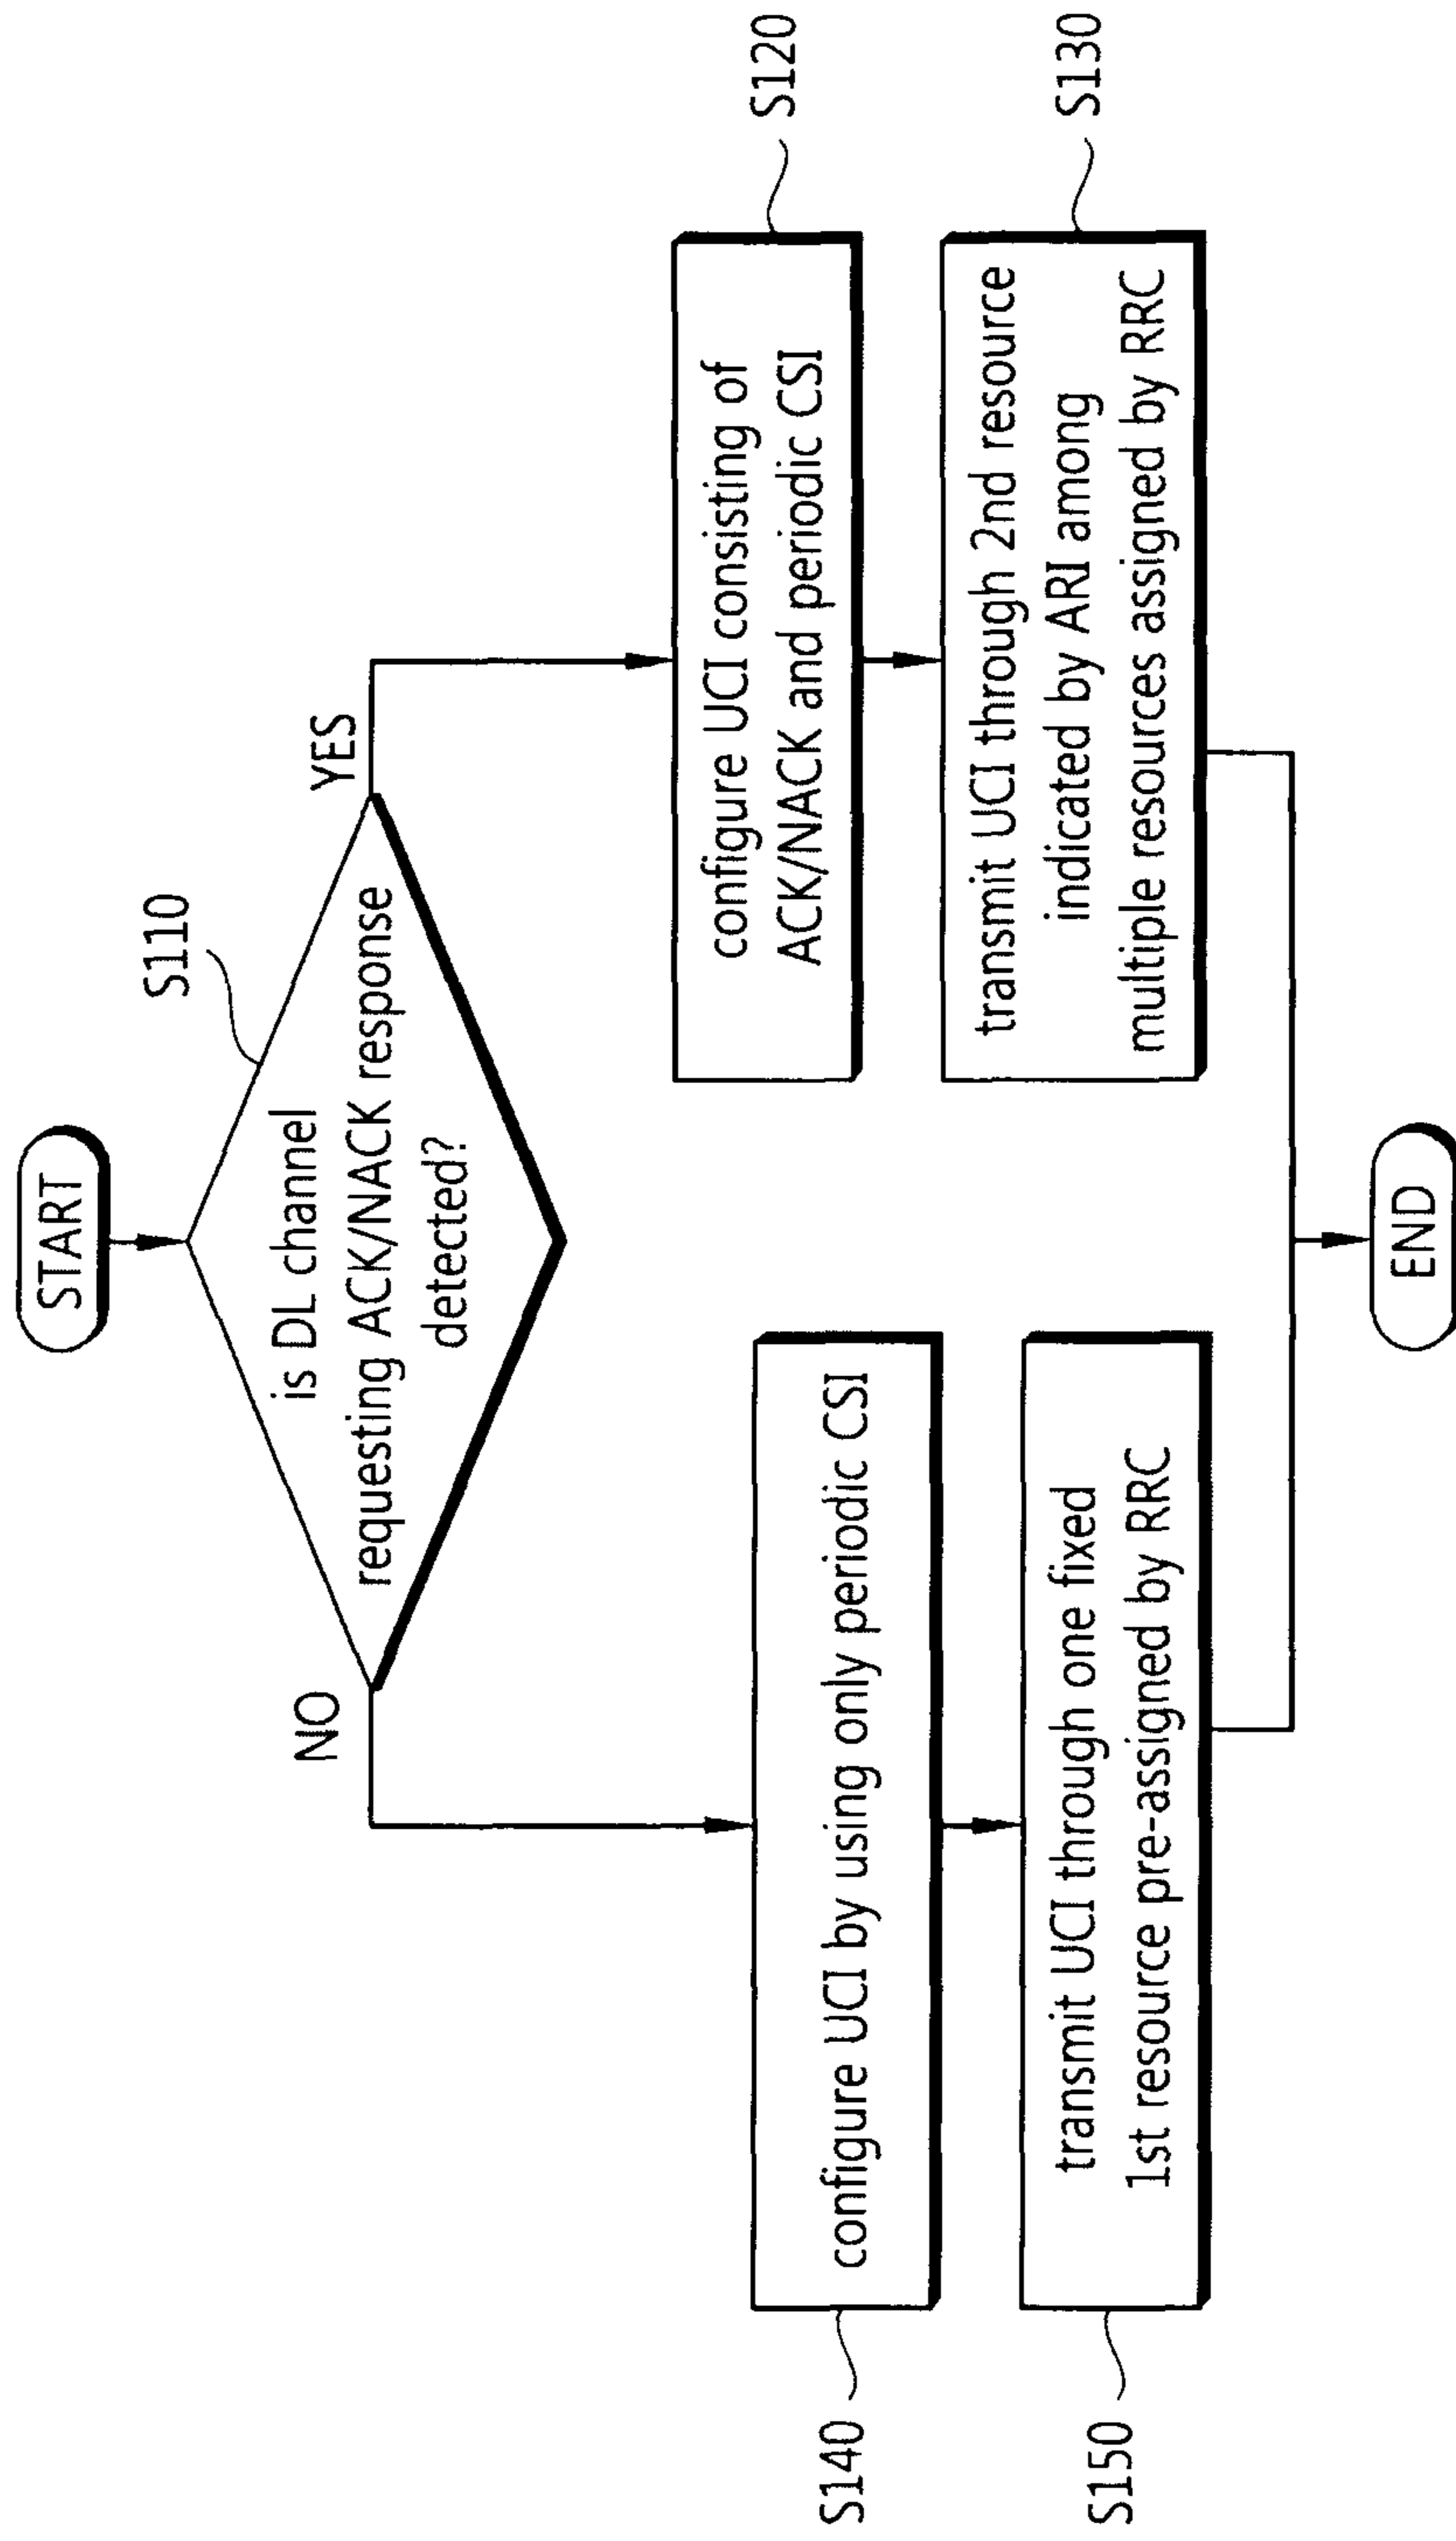 START
S110
is DL channel
requesting ACK/NACK response
detected?
NO
YES
configure UCI consisting of
ACK/NACK and periodic CSI
S120
S140
configure UCI by using only periodic CSI
transmit UCI through 2nd resource
indicated by ARI among
multiple resources assigned by RRC
S130
S150
transmit UCI through one fixed
1st resource pre-assigned by RRC
END